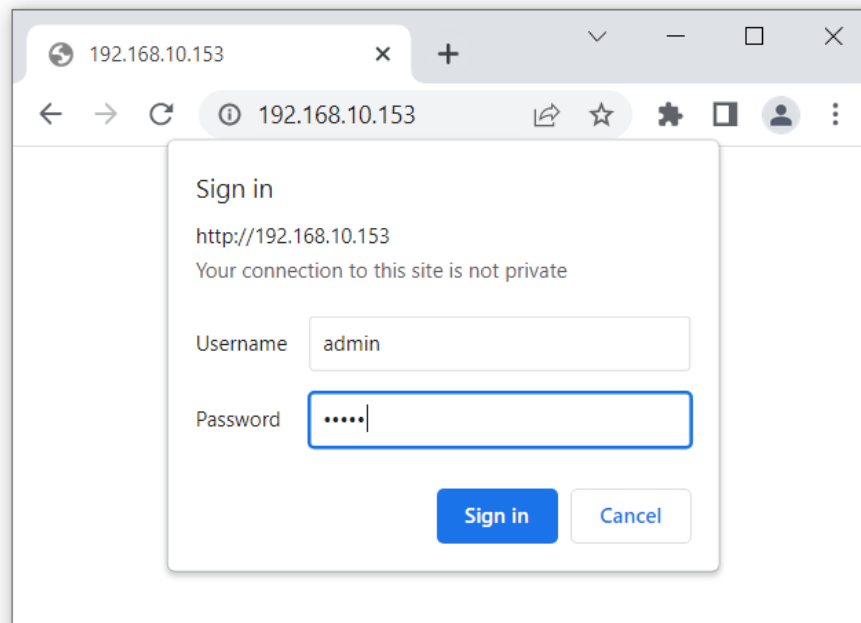 192.168.10.153
192.168.10.153
Sign in
http://192.168.10.153
Your connection to this site is not private
Username admin
Password •••••
Sign in Cancel